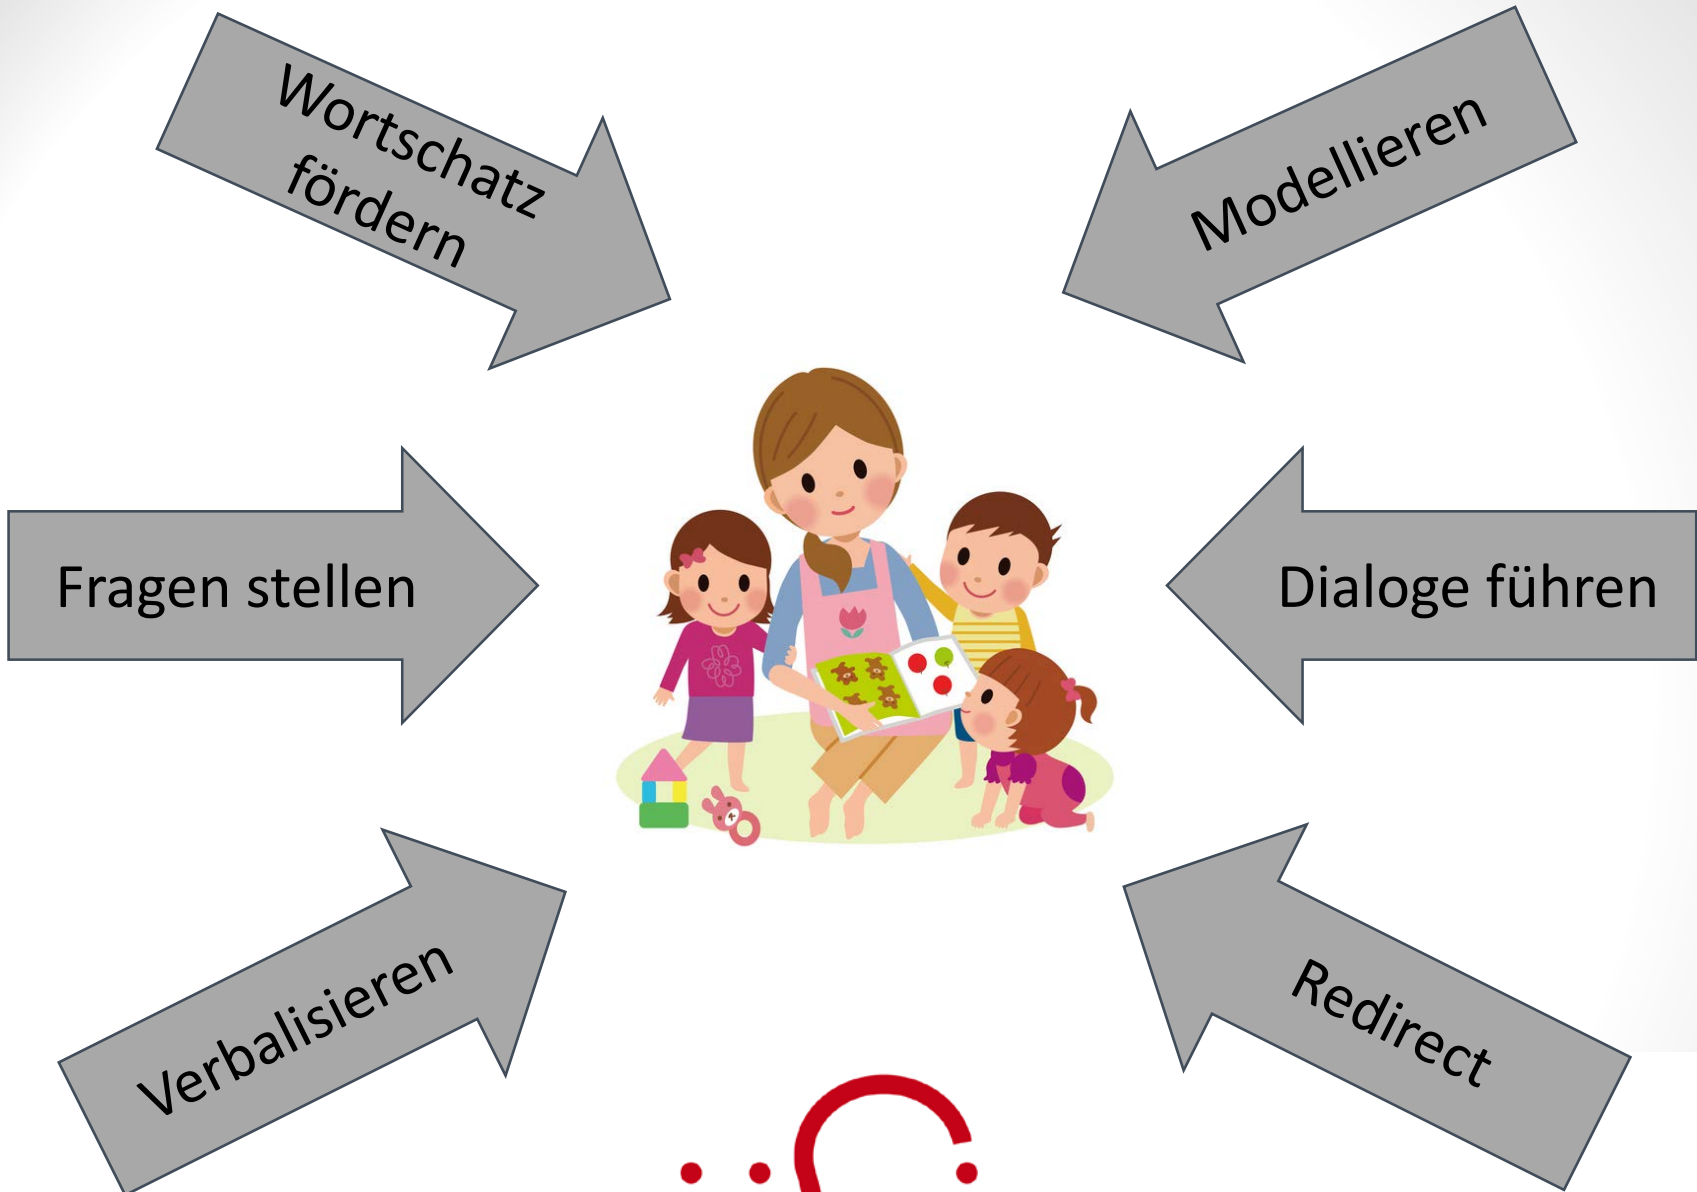 Wortschatz
fördern
Modellieren
Fragen stellen
Dialoge führen
Verbalisieren
Redirect